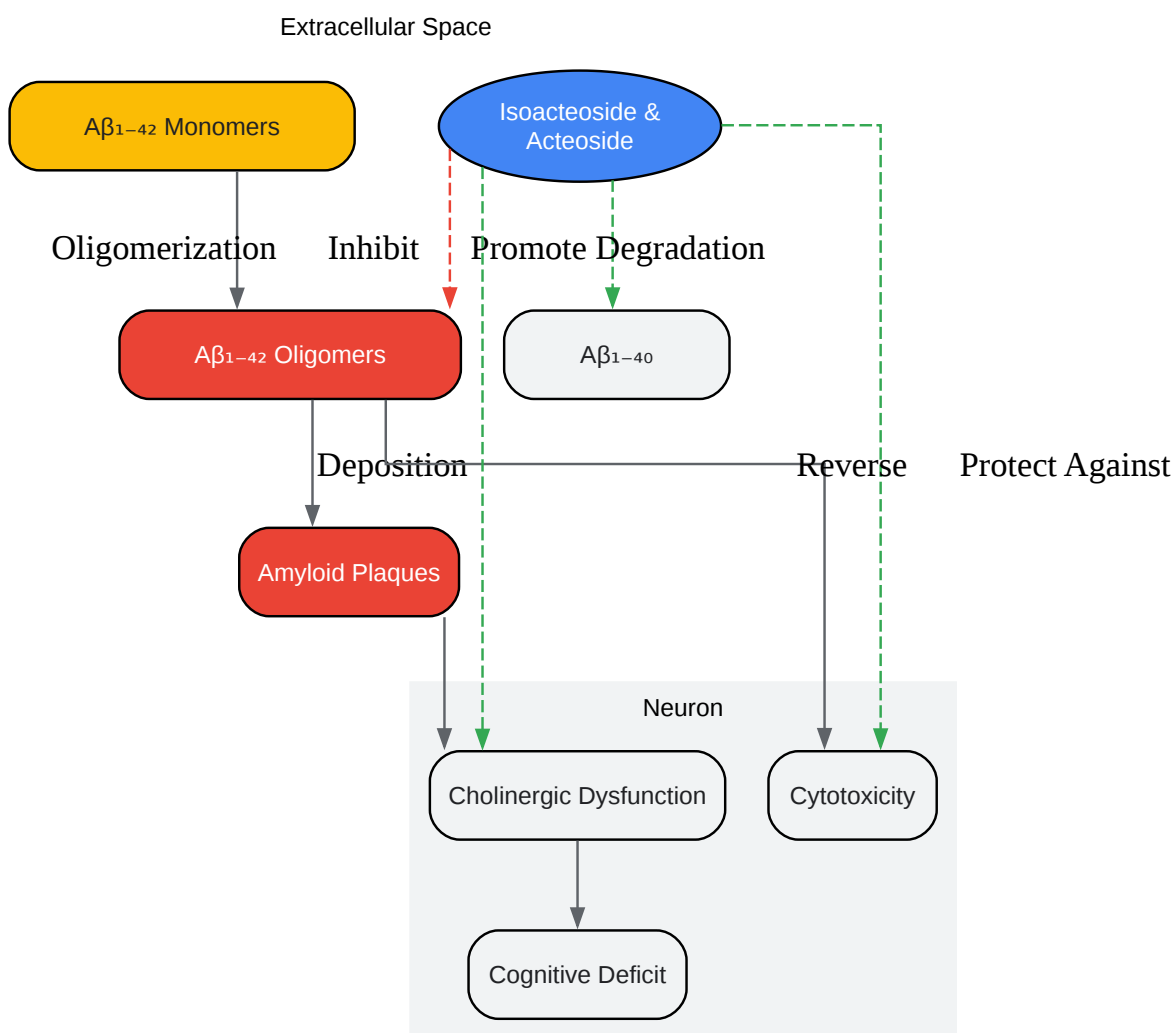 Extracellular Space
Aβ₁₋₄₂ Monomers
Isoacteoside &
Acteoside
Oligomerization
Inhibit
Promote Degradation
Aβ₁₋₄₂ Oligomers
Aβ₁₋₄₀
Deposition
Reverse
Protect Against
Amyloid Plaques
Neuron
Cholinergic Dysfunction
Cytotoxicity
Cognitive Deficit